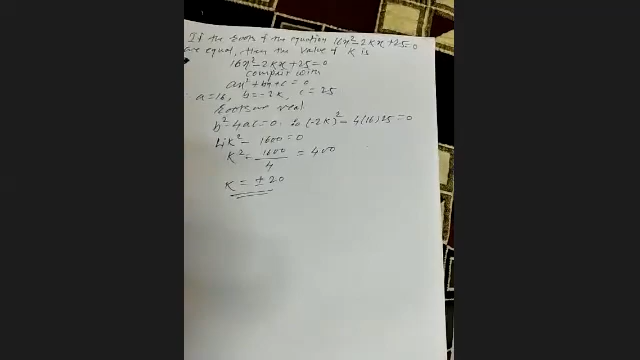 If the roots of the equation 16x²-2kx+25=0
are equal, then the value of K is
16x²-2kx+25=0
compair with
ax²+bx+c=0
a=16, b=-2k, c=25
Roots are real
b²-4ac=0 (-2K)²-4(16)25=0
4K²-1600=0
K²=1600/4=400
K=±20